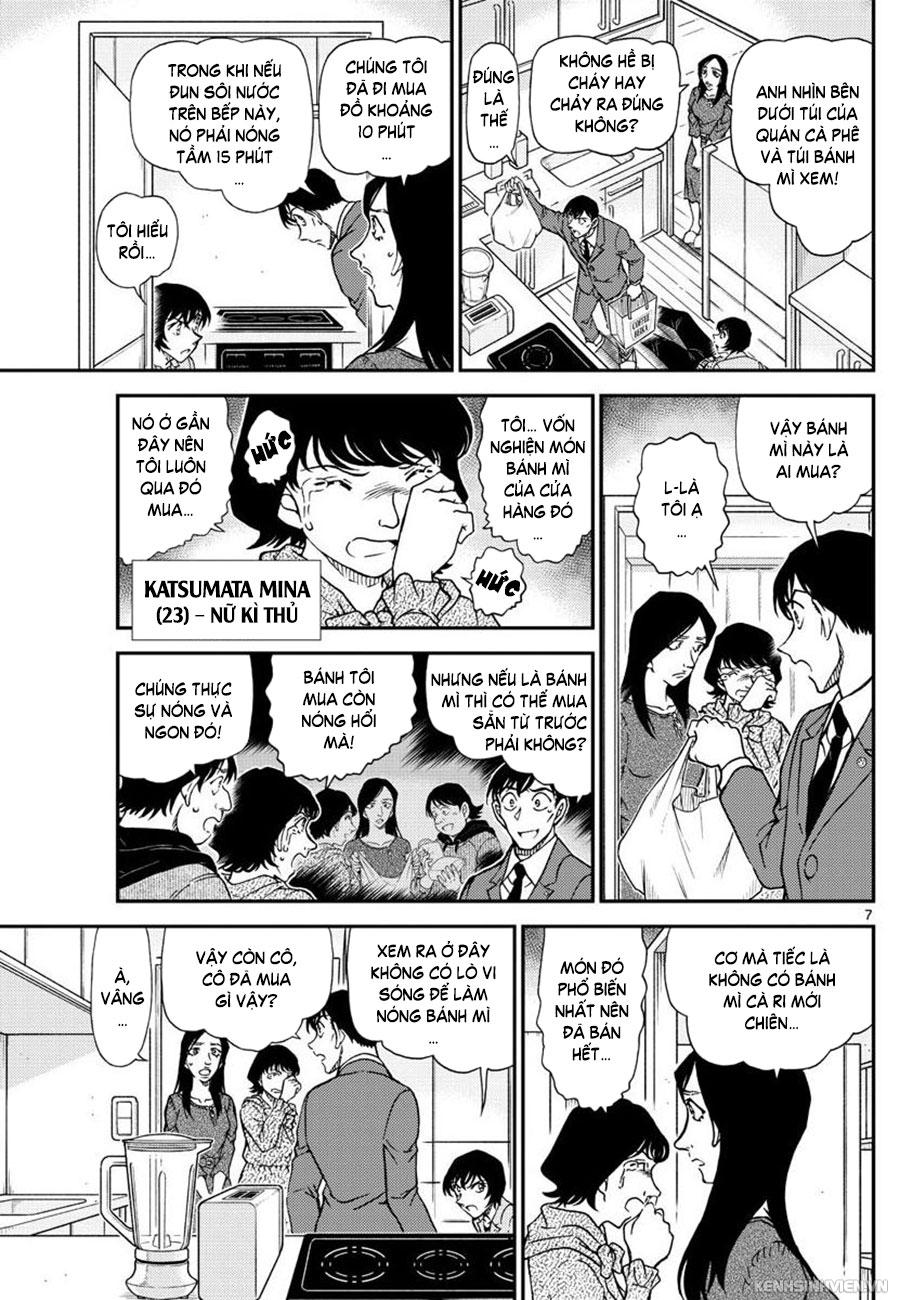 ANH NHÌN BÊN
DƯỚI TÚI CỦA
QUÁN CÀ PHÊ
VÀ TÚI BÁNH
MÌ XEM!
KHÔNG HỀ BỊ
CHÁY HAY
CHẢY RA ĐÚNG
KHÔNG?
ĐÚNG
LÀ
THẾ
...
COFFEE
CHÚNG TÔI
ĐÃ ĐI MUA
ĐỒ KHOẢNG
10 PHÚT
...
TRONG KHI NẾU
ĐUN SÔI NƯỚC
TRÊN BẾP NÀY,
NÓ PHẢI NÓNG
TẦM 15 PHÚT
...
TÔI HIỂU
RỒI...
VẬY BÁNH
MÌ NÀY LÀ
AI MUA?
L-LÀ
TÔI Ạ
...
TÔI... VỐN
NGHIỆN MÓN
BÁNH MÌ
CỦA CỬA
HÀNG ĐÓ
...
HỨC
HỨC
NÓ Ở GẦN
ĐÂY NÊN
TÔI LUÔN
QUA ĐÓ
MUA...
KATSUMATA MINA
(23) – NỮ KÌ THỦ
NHƯNG NẾU LÀ BÁNH
MÌ THÌ CÓ THỂ MUA
SẴN TỪ TRƯỚC
PHẢI KHÔNG?
BÁNH TÔI
MUA CÒN
NÓNG HỔI
MÀ!
CHÚNG THỰC
SỰ NÓNG VÀ
NGON ĐÓ!
7
CƠ MÀ TIẾC LÀ
KHÔNG CÓ BÁNH
MÌ CÀ RI MỚI
CHIÊN...
MÓN ĐÓ
PHỔ BIẾN
NHẤT NÊN
ĐÃ BÁN
HẾT...
XEM RA Ở ĐÂY
KHÔNG CÓ LÒ VI
SÓNG ĐỂ LÀM
NÓNG BÁNH MÌ
...
VẬY CÒN CÔ,
CÔ ĐÃ MUA
GÌ VẬY?
À,
VÂNG
...
KENHSINHVIEN.VN